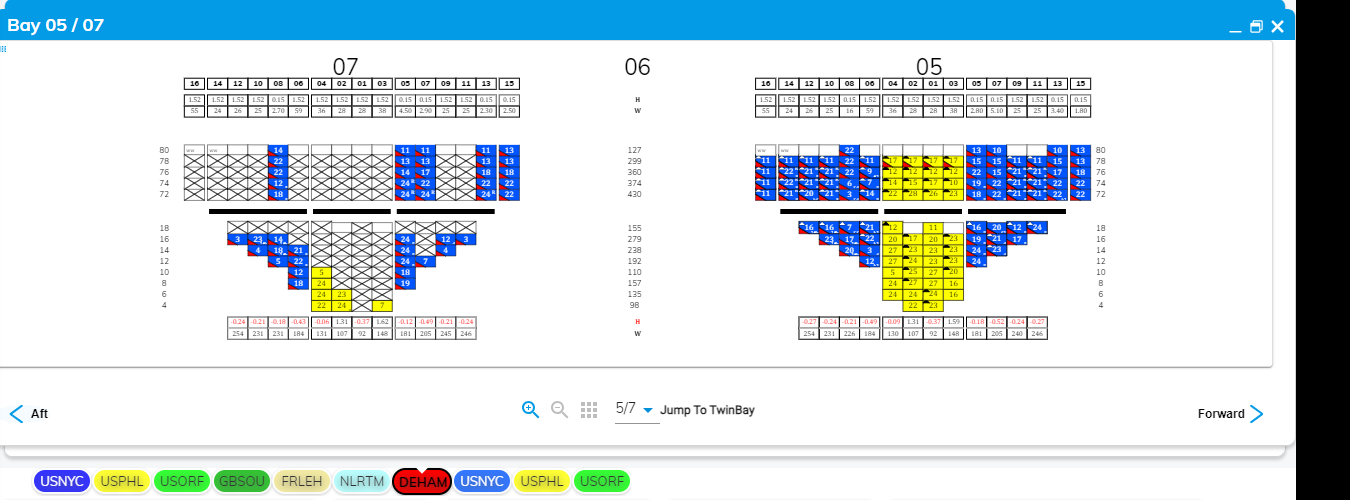 Bay 05 / 07
07 06 05
16 14 12 10 08 06 04 02 01 03 05 07 09 11 13 15 16 14 12 10 08 06 04 02 01 03 05 07 09 11 13 15
1.52 1.52 1.52 1.52 0.15 1.52 1.52 1.52 1.52 1.52 0.15 0.15 1.52 1.52 0.15 0.15 H 1.52 1.52 1.52 1.52 0.15 1.52 1.52 1.52 1.52 1.52 0.15 0.15 1.52 1.52 0.15 0.15
55 24 26 25 2.70 59 36 28 28 38 4.50 2.90 25 25 2.30 2.50 W 55 24 26 25 16 59 36 28 28 38 2.80 5.10 25 25 3.40 1.80
80 14 11 11 11 13 127 22 13 10 10 13 80
78 22 13 13 13 13 299 11 11 11 11 22 11 17 17 17 17 15 15 11 11 15 13 78
76 22 14 17 18 18 360 11 22 21 21 22 9 12 12 12 12 22 15 21 21 17 18 76
74 12 24 22 22 22 374 11 22 21 21 6 7 14 15 17 10 19 22 21 21 22 22 74
72 18 24 24 24 22 430 11 21 20 21 3 14 22 28 26 23 18 22 21 21 22 22 72
18 155 16 16 7 21 12 11 16 20 12 24 18
16 3 23 14 24 12 3 279 23 17 22 20 17 20 23 19 21 17 16
14 4 18 21 24 4 238 20 3 27 23 23 23 24 23 14
12 5 22 24 7 192 12 27 24 23 23 24 12
10 12 5 18 110 5 25 27 20 10
8 18 24 19 157 24 27 27 16 8
6 24 23 135 24 24 24 16 6
4 22 24 7 98 22 23 4
-0.24 -0.21 -0.18 -0.43 -0.06 1.31 -0.37 1.62 -0.12 -0.49 -0.21 -0.24 H -0.27 -0.24 -0.21 -0.49 -0.09 1.31 -0.37 1.59 -0.18 -0.52 -0.24 -0.27
254 231 231 184 131 107 92 148 181 205 245 246 W 254 231 226 184 130 107 92 148 181 205 240 246
Aft 5/7 Jump To TwinBay Forward
USNYC USPHL USORF GBSOU FRLEH NLRTM DEHAM USNYC USPHL USORF